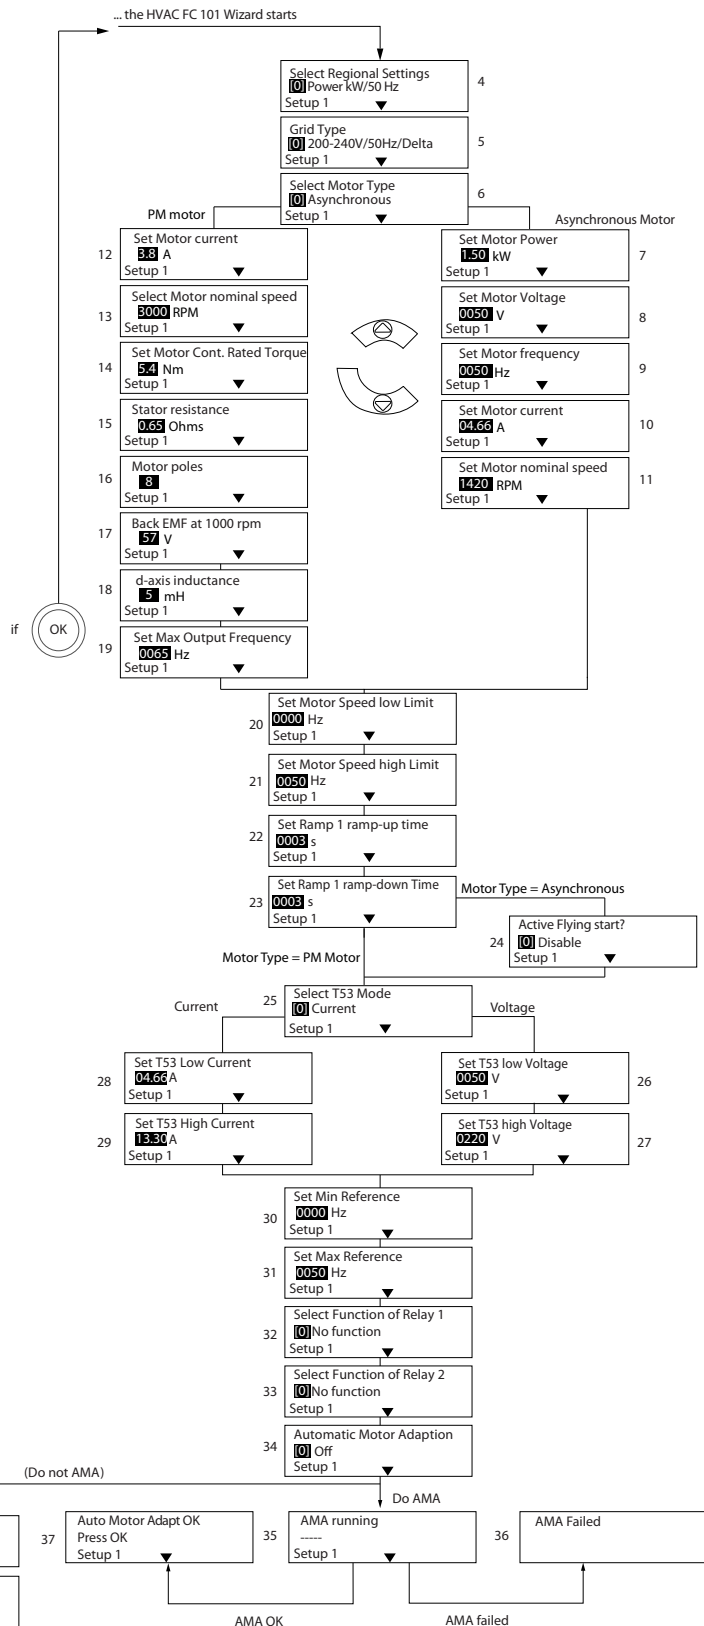 ... the HVAC FC 101 Wizard starts
Select Regional Settings
[0] Power kW/50 Hz
Setup 1
4
Grid Type
[0] 200-240V/50Hz/Delta
Setup 1
5
Select Motor Type
[0] Asynchronous
Setup 1
6
PM motor
Asynchronous Motor
12
Set Motor current
3.8 A
Setup 1
13
Select Motor nominal speed
3000 RPM
Setup 1
14
Set Motor Cont. Rated Torque
5.4 Nm
Setup 1
15
Stator resistance
0.65 Ohms
Setup 1
16
Motor poles
8
Setup 1
17
Back EMF at 1000 rpm
57 V
Setup 1
18
d-axis inductance
5 mH
Setup 1
19
Set Max Output Frequency
0065 Hz
Setup 1
Set Motor Power
1.50 kW
Setup 1
7
Set Motor Voltage
0050 V
Setup 1
8
Set Motor frequency
0050 Hz
Setup 1
9
Set Motor current
04.66 A
Setup 1
10
Set Motor nominal speed
1420 RPM
Setup 1
11
if
OK
20
Set Motor Speed low Limit
0000 Hz
Setup 1
21
Set Motor Speed high Limit
0050 Hz
Setup 1
22
Set Ramp 1 ramp-up time
0003 s
Setup 1
23
Set Ramp 1 ramp-down Time
0003 s
Setup 1
Motor Type = Asynchronous
24
Active Flying start?
[0] Disable
Setup 1
Motor Type = PM Motor
25
Select T53 Mode
[0] Current
Setup 1
Current
Voltage
28
Set T53 Low Current
04.66 A
Setup 1
29
Set T53 High Current
13.30 A
Setup 1
Set T53 low Voltage
0050 V
Setup 1
26
Set T53 high Voltage
0220 V
Setup 1
27
30
Set Min Reference
0000 Hz
Setup 1
31
Set Max Reference
0050 Hz
Setup 1
32
Select Function of Relay 1
[0] No function
Setup 1
33
Select Function of Relay 2
[0] No function
Setup 1
34
Automatic Motor Adaption
[0] Off
Setup 1
(Do not AMA)
Do AMA
37
Auto Motor Adapt OK
Press OK
Setup 1
35
AMA running
-----
Setup 1
36
AMA Failed
AMA OK
AMA failed